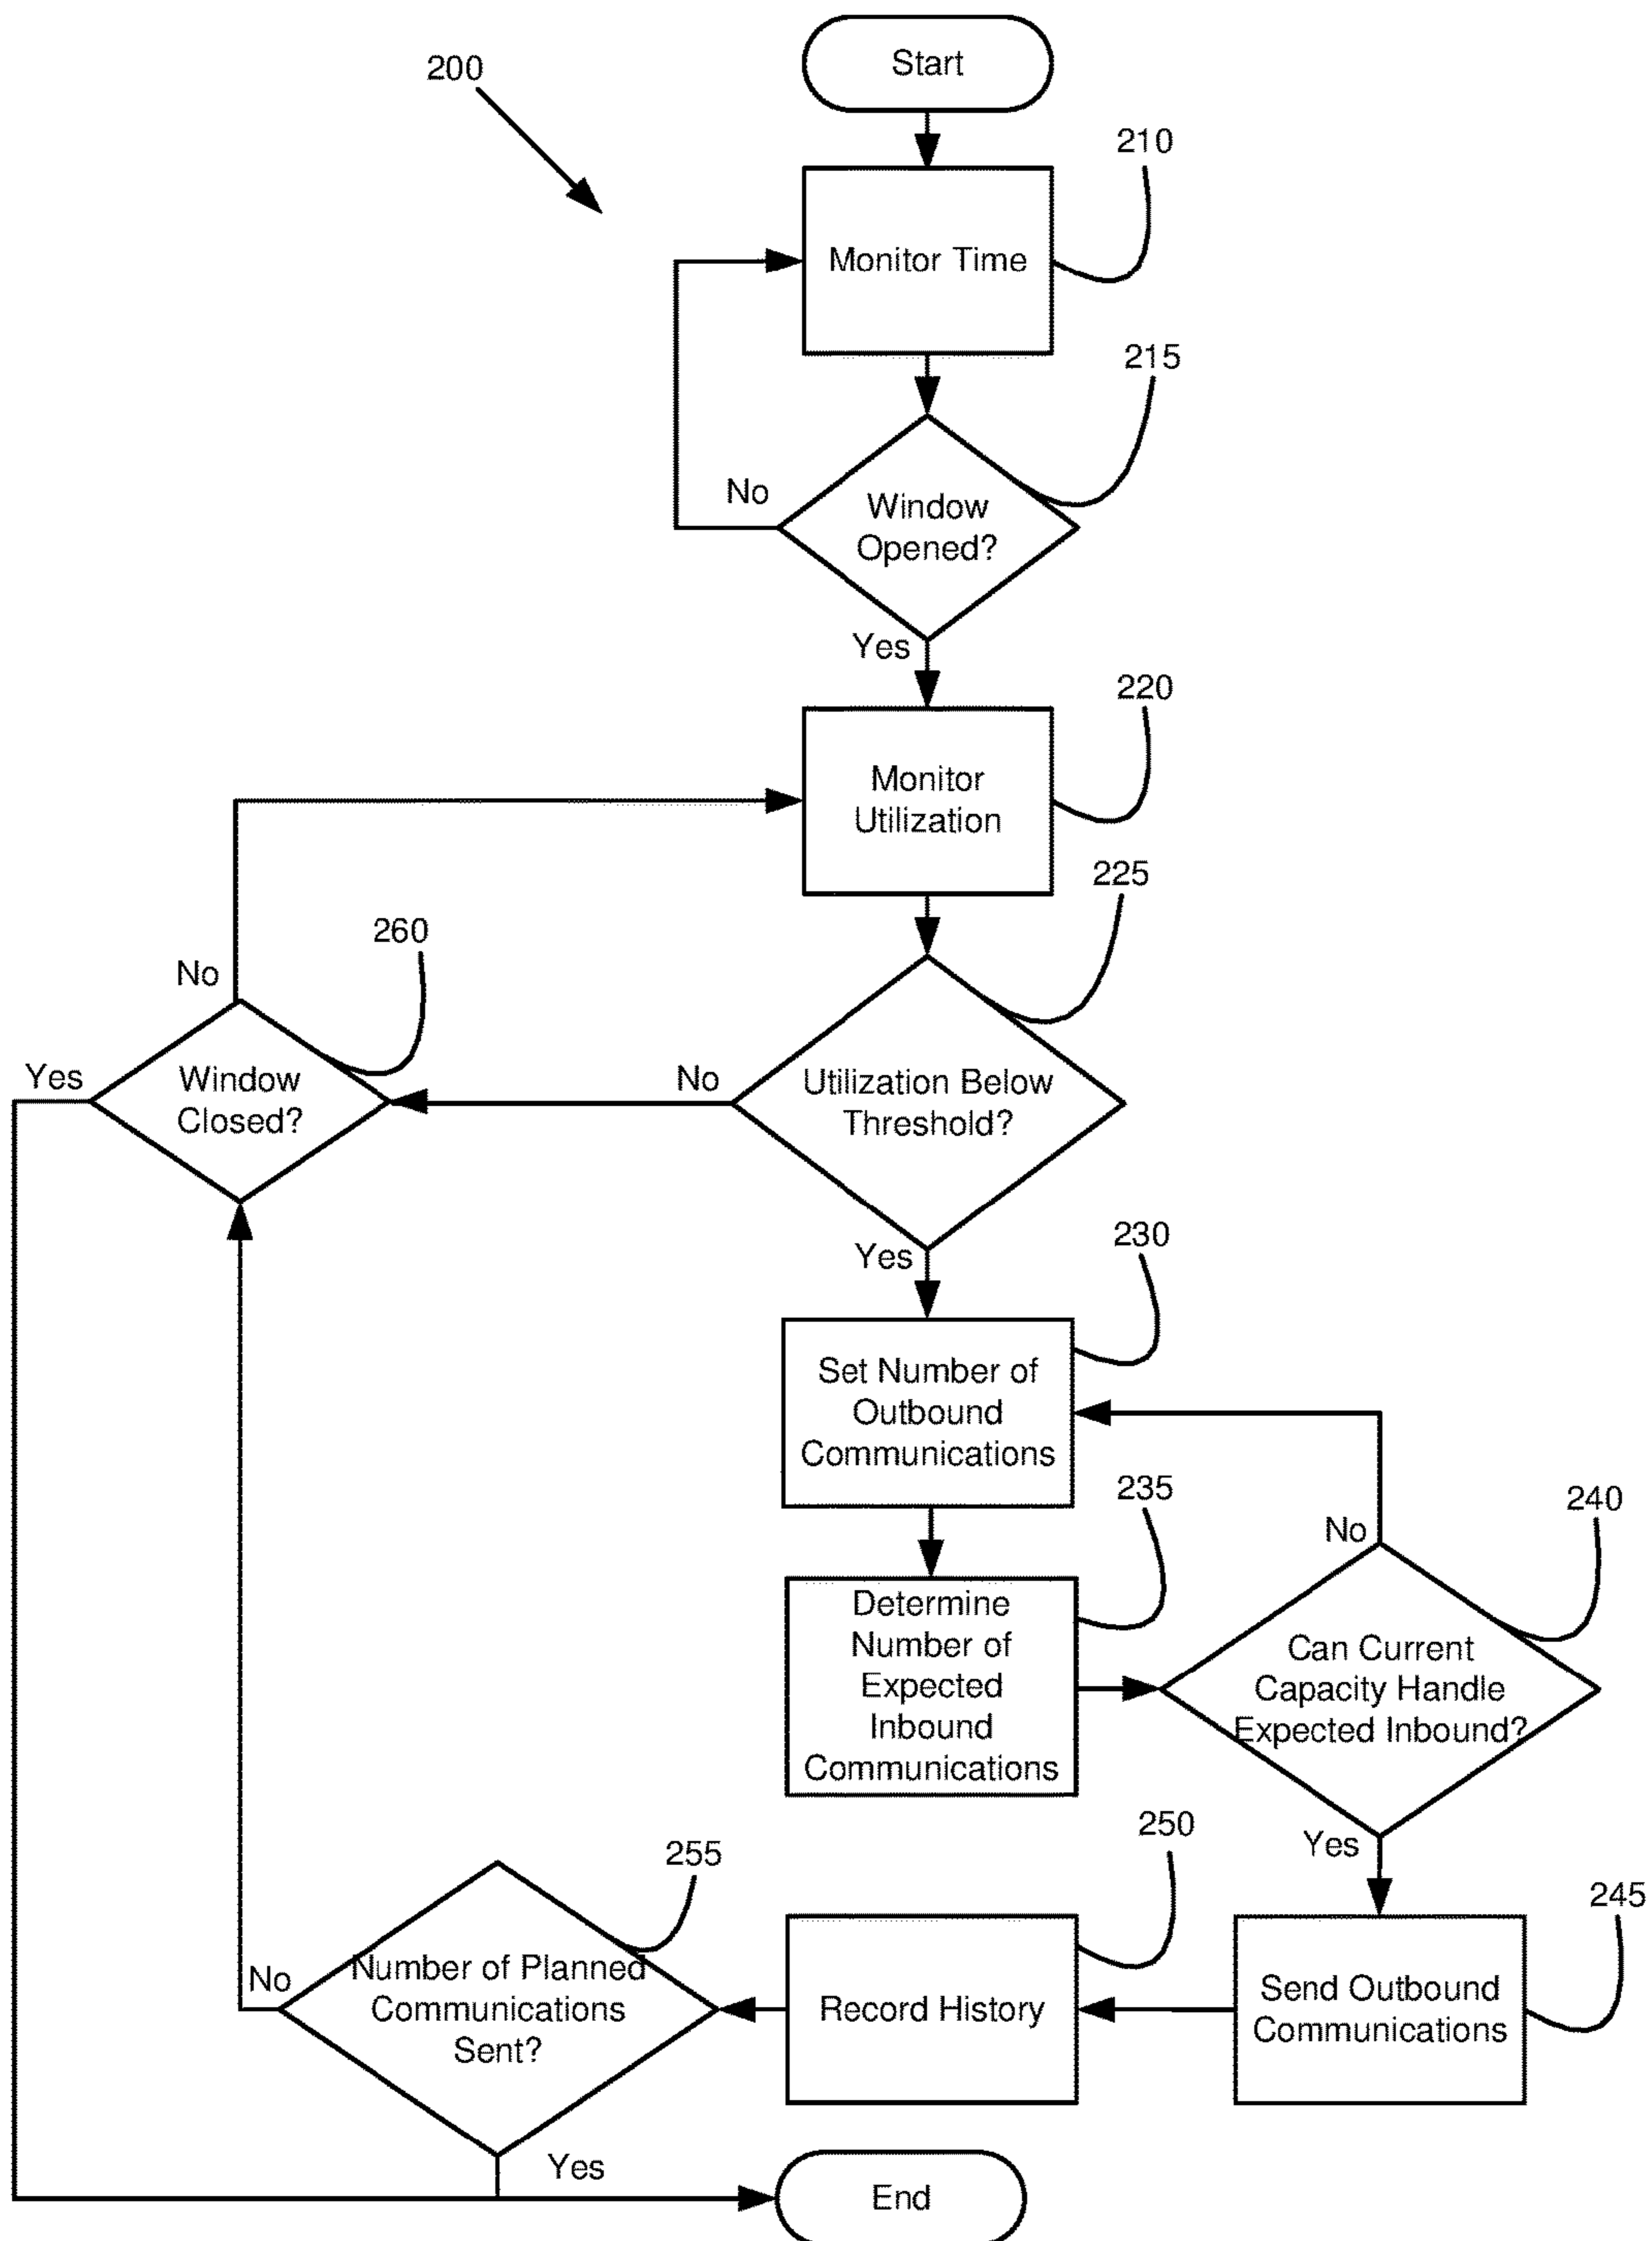 Start
200
210
Monitor Time
215
No
Window
Opened?
Yes
220
Monitor
Utilization
225
260
No
Yes
Window
Closed?
No
Utilization Below
Threshold?
Yes
230
Set Number of
Outbound
Communications
235
240
No
Determine
Number of
Expected
Inbound
Communications
Can Current
Capacity Handle
Expected Inbound?
Yes
250
255
245
No
Number of Planned
Communications
Sent?
Record History
Send Outbound
Communications
Yes
End